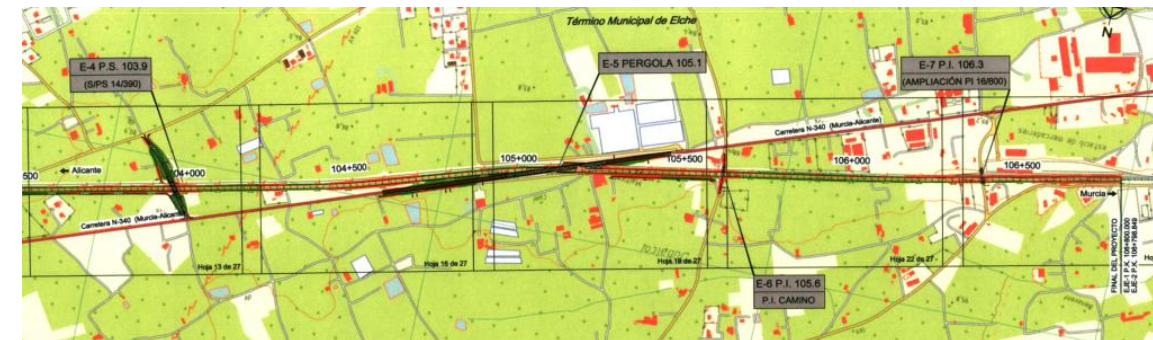 Término Municipal de Elche
N
E-4 P.S. 103.9
(S/PS 14/390)
E-5 PERGOLA 105.1
E-7 P.I. 106.3
(AMPLIACIÓN PI 16/800)
Carretera N-340 (Murcia-Alicante)
500
Alicante
104+000
104+500
105+000
105+500
106+000
106+500
Murcia
Carretera N-340 (Murcia-Alicante)
Hoja 13 de 27
Hoja 16 de 27
Hoja 19 de 27
Hoja 22 de 27
E-6 P.I. 105.6
P.I. CAMINO
FINAL DEL PROYECTO